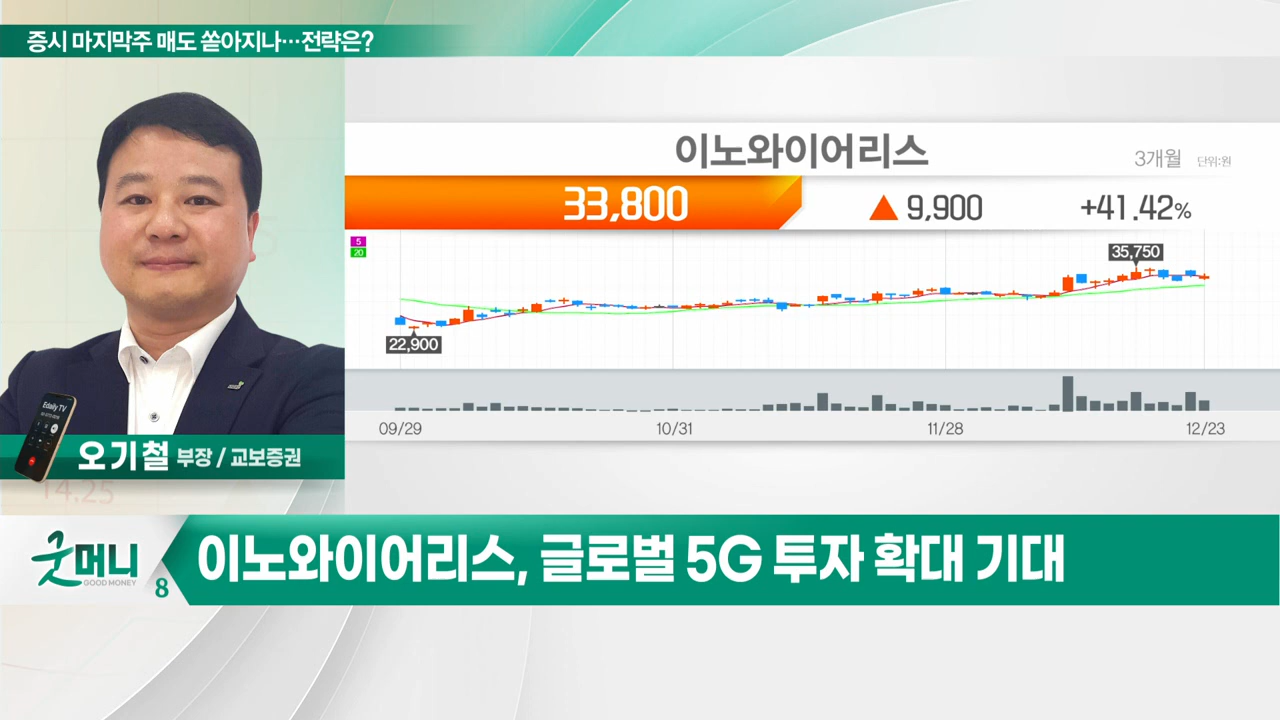 증시 마지막주 매도 쏟아지나…전략은?
이노와이어리스
3개월 단위:원
33,800 ▲ 9,900 +41.42%
5
20
35,750
22,900
09/29 10/31 11/28 12/23
Edaily TV
오기철 부장 / 교보증권
14.25
굿머니
GOOD MONEY
8
이노와이어리스, 글로벌 5G 투자 확대 기대